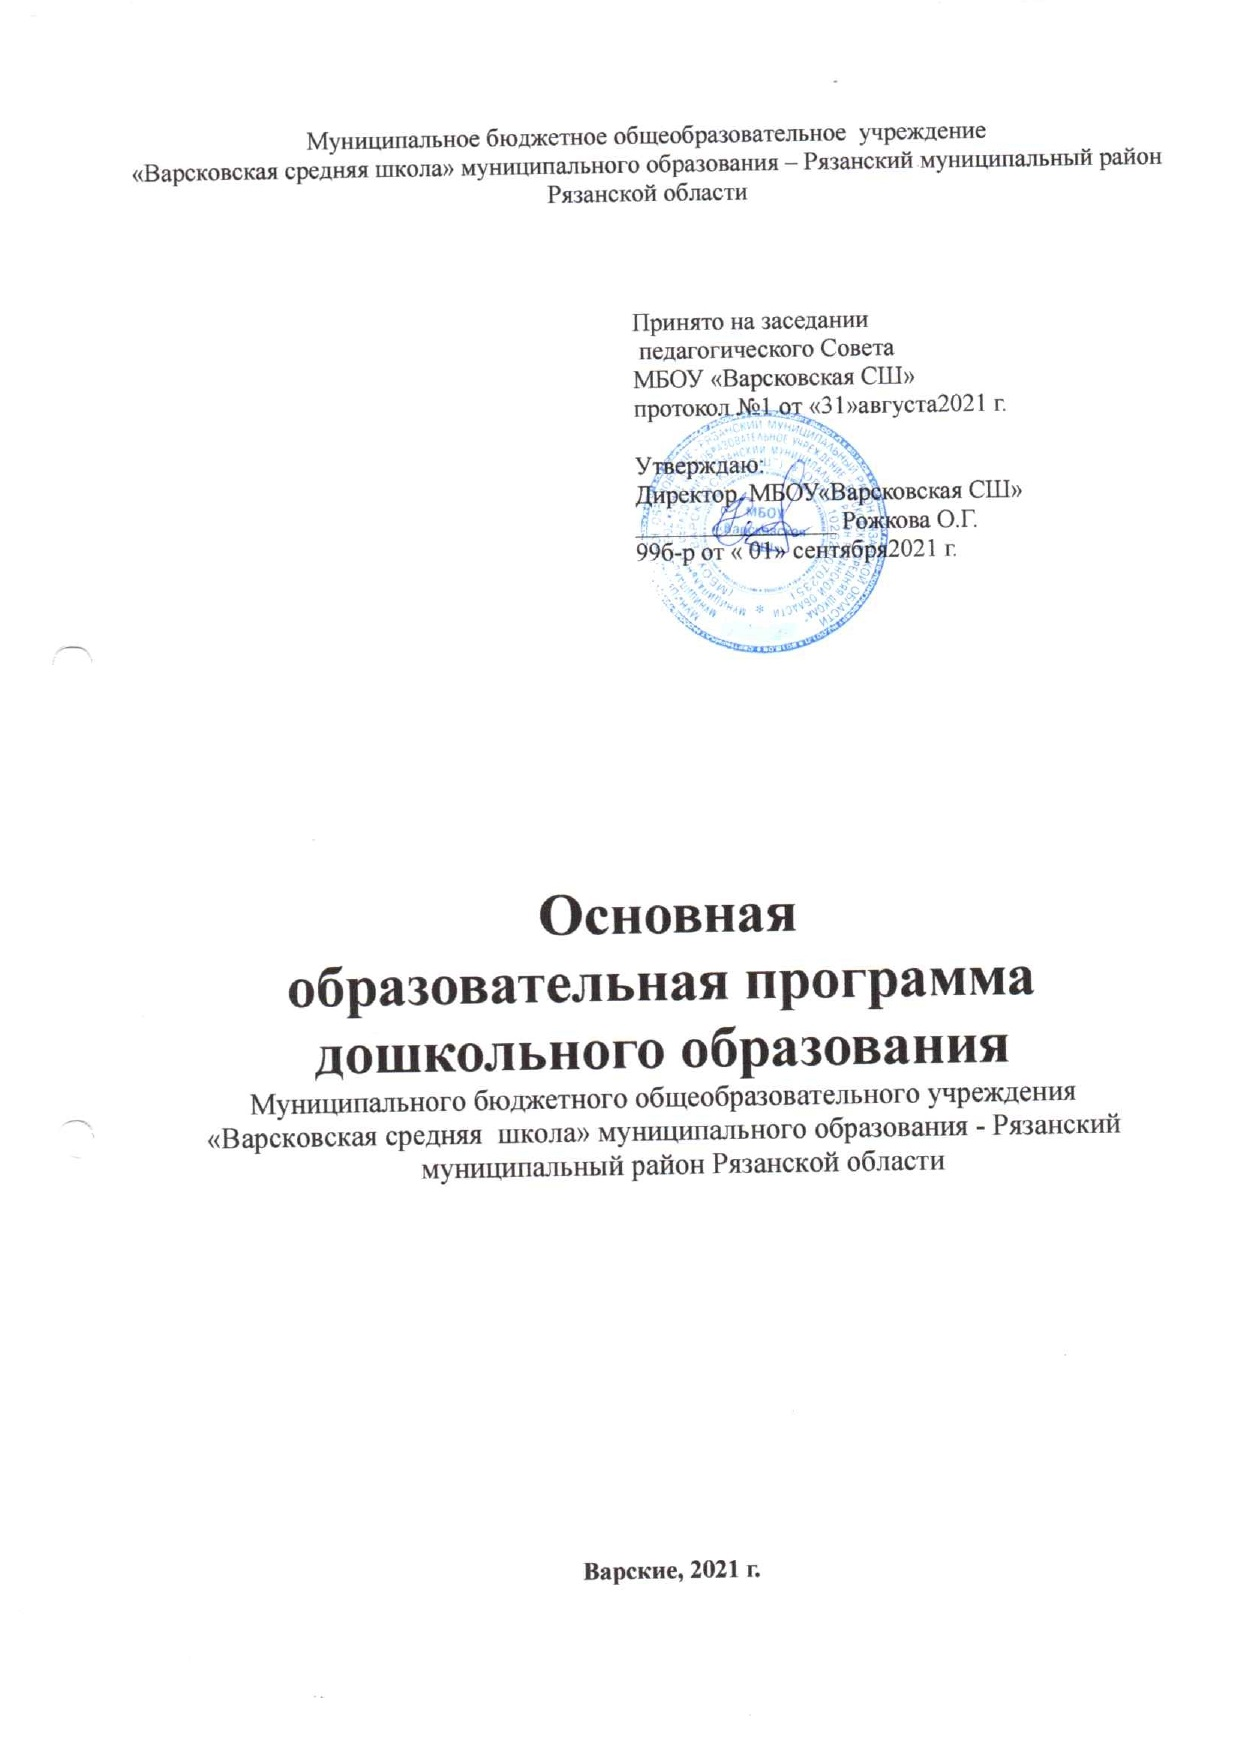 Муниципальное бюджетное общеобразовательное  учреждение
«Варсковская средняя школа» муниципального образования – Рязанский муниципальный район
Рязанской области
Принято на заседании
педагогического Совета
МБОУ «Варсковская СШ»
протокол №1 от «31»августа2021 г.
Утверждаю:
Директор  МБОУ«Варсковская СШ»
________________ Рожкова О.Г.
99б-р от « 01» сентября2021 г.
МБОУ
Основная
образовательная программа
дошкольного образования
Муниципального бюджетного общеобразовательного учреждения
«Варсковская средняя  школа» муниципального образования - Рязанский
муниципальный район Рязанской области
Варские, 2021 г.